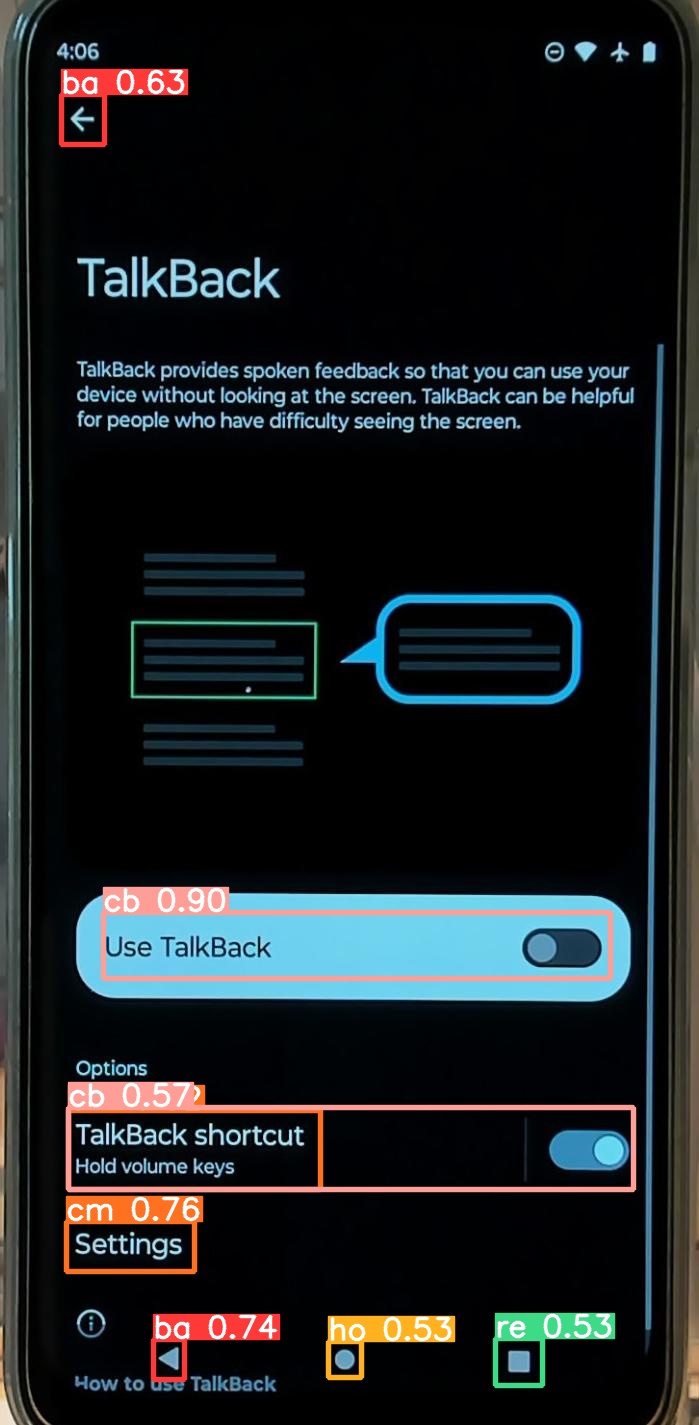 4:06
ba 0.63
TalkBack
TalkBack provides spoken feedback so that you can use your
device without looking at the screen. TalkBack can be helpful
for people who have difficulty seeing the screen.
cb 0.90
Use TalkBack
Options
cb 0.57
TalkBack shortcut
Hold volume keys
cm 0.76
Settings
ba 0.74
ho 0.53
re 0.53
How to use TalkBack